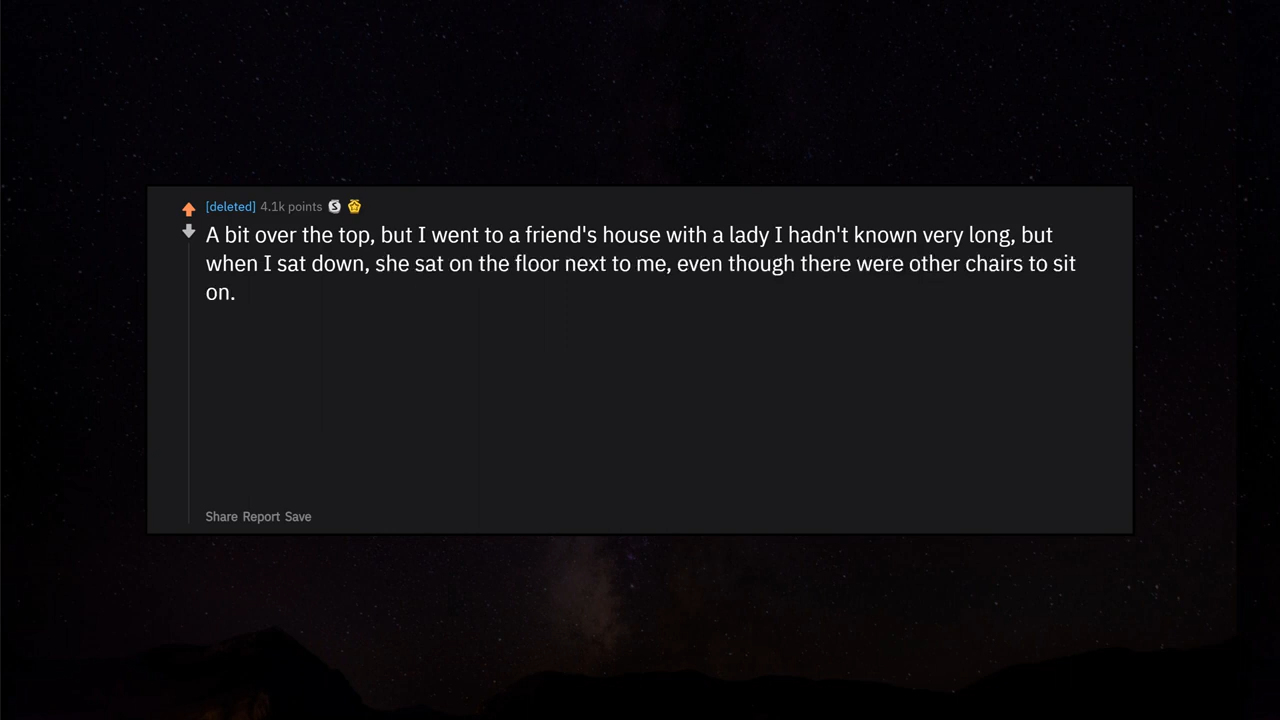 [deleted] 4.1k points
A bit over the top, but I went to a friend's house with a lady I hadn't known very long, but
when I sat down, she sat on the floor next to me, even though there were other chairs to sit
on.
Share Report Save